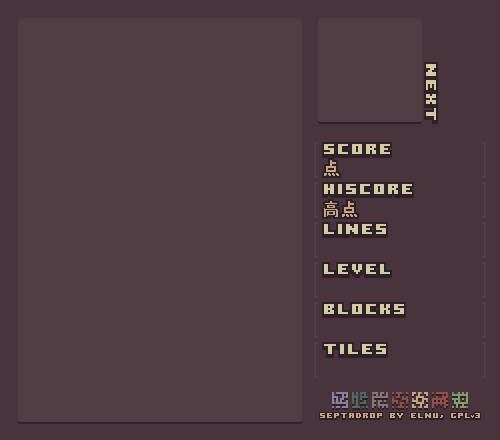 NEXT
SCORE
点
HISCORE
高点
LINES
LEVEL
BLOCKS
TILES
SEPTADROP BY ELNU, GPLv3